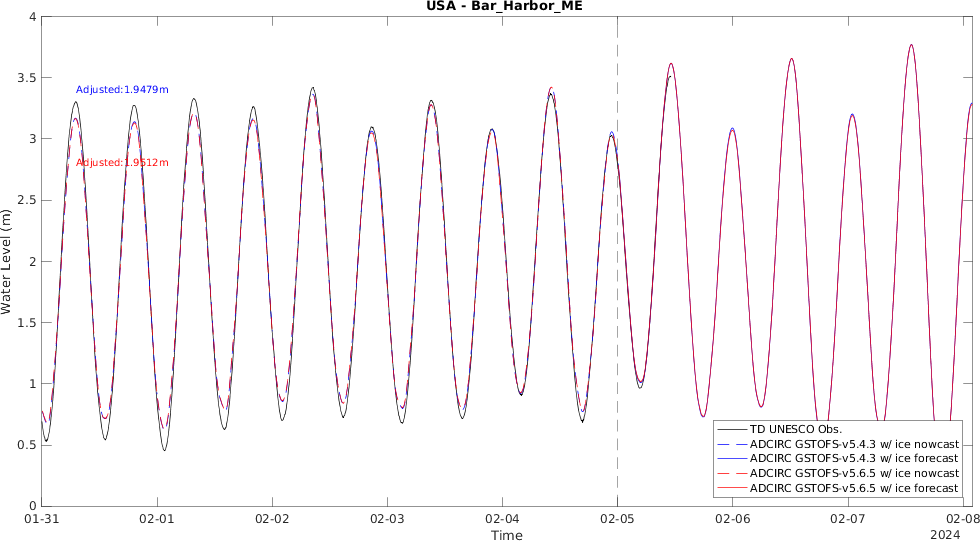 USA - Bar_Harbor_ME
4
3.5
3
2.5
2
1.5
1
0.5
0
Water Level (m)
Adjusted:1.9479m
Adjusted:1.9512m
TD UNESCO Obs.
ADCIRC GSTOFS-v5.4.3 w/ ice nowcast
ADCIRC GSTOFS-v5.4.3 w/ ice forecast
ADCIRC GSTOFS-v5.6.5 w/ ice nowcast
ADCIRC GSTOFS-v5.6.5 w/ ice forecast
01-31 02-01 02-02 02-03 02-04 02-05 02-06 02-07 02-08
Time
2024